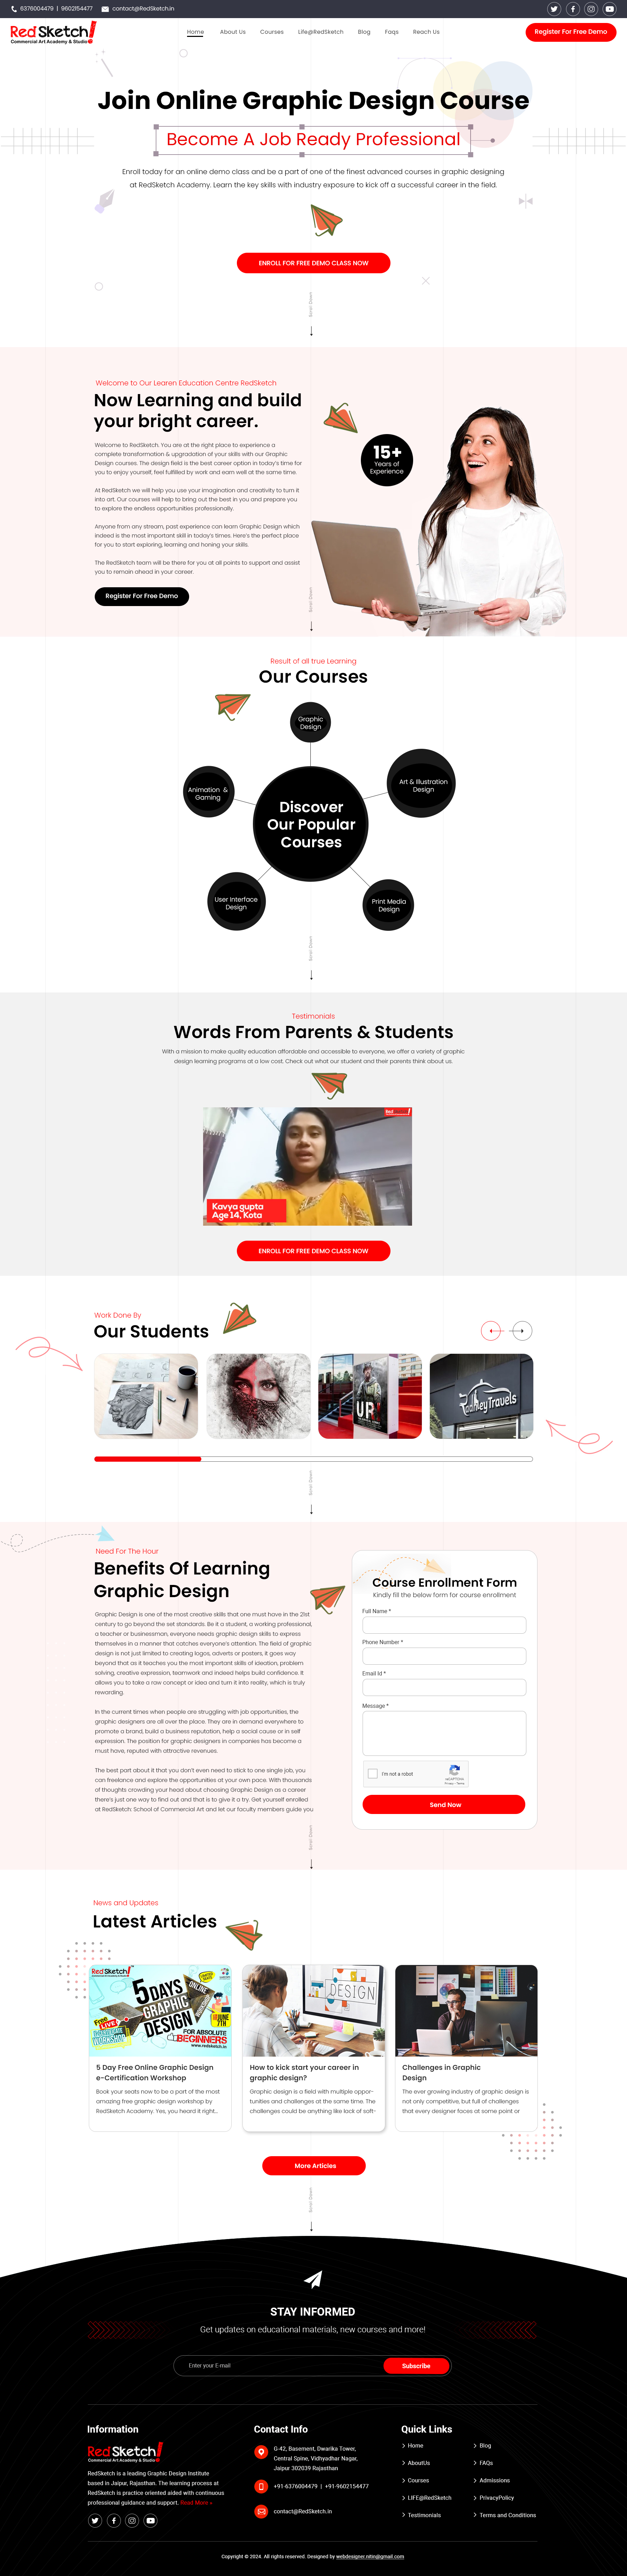 6376004479 | 9602154477 contact@RedSketch.in
Red Sketch!
Commercial Art Academy & Studio
Home About Us Courses Life@RedSketch Blog Faqs Reach Us
Register For Free Demo
Join Online Graphic Design Course
Become A Job Ready Professional
Enroll today for an online demo class and be a part of one of the finest advanced courses in graphic designing
at RedSketch Academy. Learn the key skills with industry exposure to kick off a successful career in the field.
ENROLL FOR FREE DEMO CLASS NOW
Scroll Down
Welcome to Our Learen Education Centre RedSketch
Now Learning and build
your bright career.
Welcome to RedSketch. You are at the right place to experience a
complete transformation & upgradation of your skills with our Graphic
Design courses. The design field is the best career option in today's time for
you to enjoy yourself, feel fulfilled by work and earn well at the same time.
At RedSketch we will help you use your imagination and creativity to turn it
into art. Our courses will help to bring out the best in you and prepare you
to explore the endless opportunities professionally.
Anyone from any stream, past experience can learn Graphic Design which
indeed is the most important skill in today's times. Here's the perfect place
for you to start exploring, learning and honing your skills.
The RedSketch team will be there for you at all points to support and assist
you to remain ahead in your career.
Register For Free Demo
15+
Years of
Experience
Scroll Down
Result of all true Learning
Our Courses
Graphic
Design
Animation &
Gaming
Art & Illustration
Design
Discover
Our Popular
Courses
User Interface
Design
Print Media
Design
Scroll Down
Testimonials
Words From Parents & Students
With a mission to make quality education affordable and accessible to everyone, we offer a variety of graphic
design learning programs at a low cost. Check out what our student and their parents think about us.
Kavya gupta
Age 14, Kota
ENROLL FOR FREE DEMO CLASS NOW
Work Done By
Our Students
UR
Journey Travels
Scroll Down
Need For The Hour
Benefits Of Learning
Graphic Design
Graphic Design is one of the most creative skills that one must have in the 21st
century to go beyond the set standards. Be it a student, a working professional,
a teacher or businessman, everyone needs graphic design skills to express
themselves in a manner that catches everyone's attention. The field of graphic
design is not just limited to creating logos, adverts or posters, it goes way
beyond that as it teaches you the most important skills of ideation, problem
solving, creative expression, teamwork and indeed helps build confidence. It
allows you to take a raw concept or idea and turn it into reality, which is truly
rewarding.
In the current times when people are struggling with job opportunities, the
graphic designers are all over the place. They are in demand everywhere to
promote a brand, build a business reputation, help a social cause or in self
expression. The position for graphic designers in companies has become a
must have, reputed with attractive revenues.
The best part about it that you don't even need to stick to one single job, you
can freelance and explore the opportunities at your own pace. With thousands
of thoughts crowding your head about choosing Graphic Design as a career
there's just one way to find out and that is to give it a try. Get yourself enrolled
at RedSketch: School of Commercial Art and let our faculty members guide you
Course Enrollment Form
Kindly fill the below form for course enrollment
Full Name *
Phone Number *
Email Id *
Message *
I'm not a robot
reCAPTCHA
Privacy - Terms
Send Now
Scroll Down
News and Updates
Latest Articles
Red Sketch!
5 DAYS
ONLINE
GRAPHIC
WORKSHOP
DESIGN
FREE LIVE
FOR ABSOLUTE
BEGINNERS
www.redsketch.in
JUNE 7TH
DESIGN
5 Day Free Online Graphic Design
e-Certification Workshop
Book your seats now to be a part of the most
amazing free graphic design workshop by
RedSketch Academy. Yes, you heard it right...
How to kick start your career in
graphic design?
Graphic design is a field with multiple oppor-
tunities and challenges at the same time. The
challenges could be anything like lack of soft-
Challenges in Graphic
Design
The ever growing industry of graphic design is
not only competitive, but full of challenges
that every designer faces at some point or
More Articles
Scroll Down
STAY INFORMED
Get updates on educational materials, new courses and more!
Enter your E-mail
Subscribe
Information
Red Sketch!
Commercial Art Academy & Studio
RedSketch is a leading Graphic Design Institute
based in Jaipur, Rajasthan. The learning process at
RedSketch is practice oriented aided with continuous
professional guidance and support. Read More »
Contact Info
G-42, Basement, Dwarika Tower,
Central Spine, Vidhyadhar Nagar,
Jaipur 302039 Rajasthan
+91-6376004479 | +91-9602154477
contact@RedSketch.in
Quick Links
Home
AboutUs
Courses
LIFE@RedSketch
Testimonials
Blog
FAQs
Admissions
PrivacyPolicy
Terms and Conditions
Copyright © 2024. All rights reserved. Designed by webdesigner.nitin@gmail.com